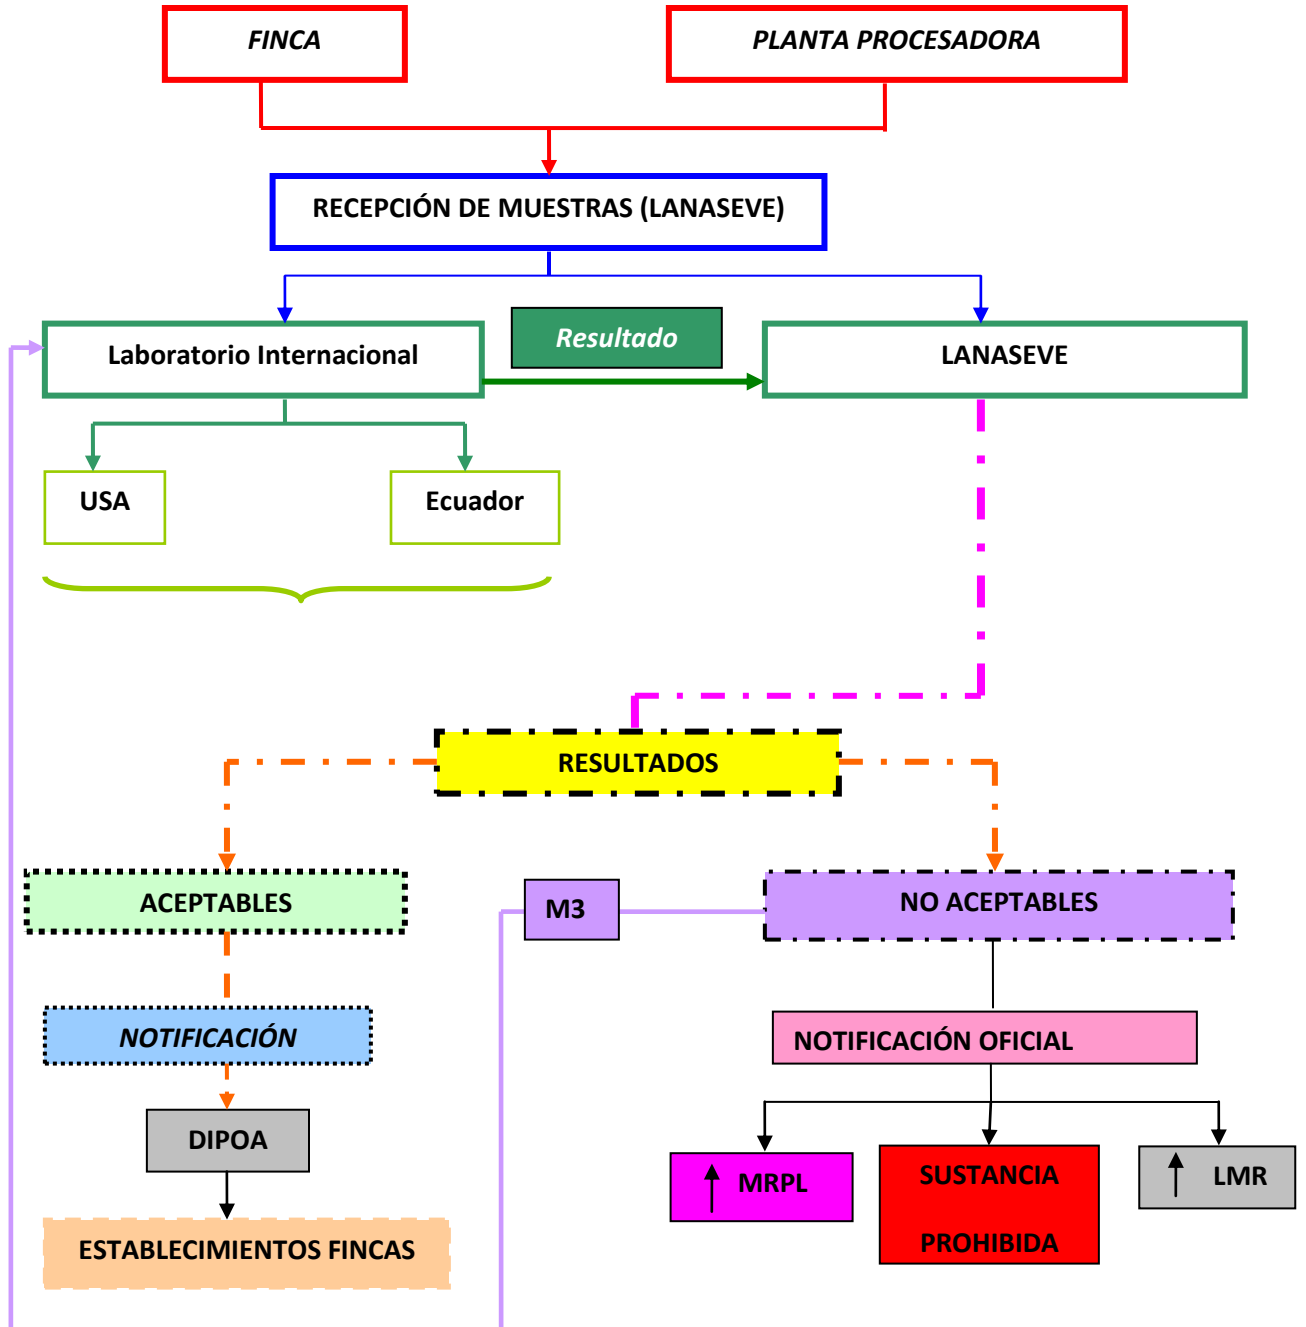 FINCA
PLANTA PROCESADORA
RECEPCIÓN DE MUESTRAS (LANASEVE)
Laboratorio Internacional
Resultado
LANASEVE
USA
Ecuador
RESULTADOS
ACEPTABLES
M3
NO ACEPTABLES
NOTIFICACIÓN
NOTIFICACIÓN OFICIAL
DIPOA
MRPL
SUSTANCIA
PROHIBIDA
LMR
ESTABLECIMIENTOS FINCAS